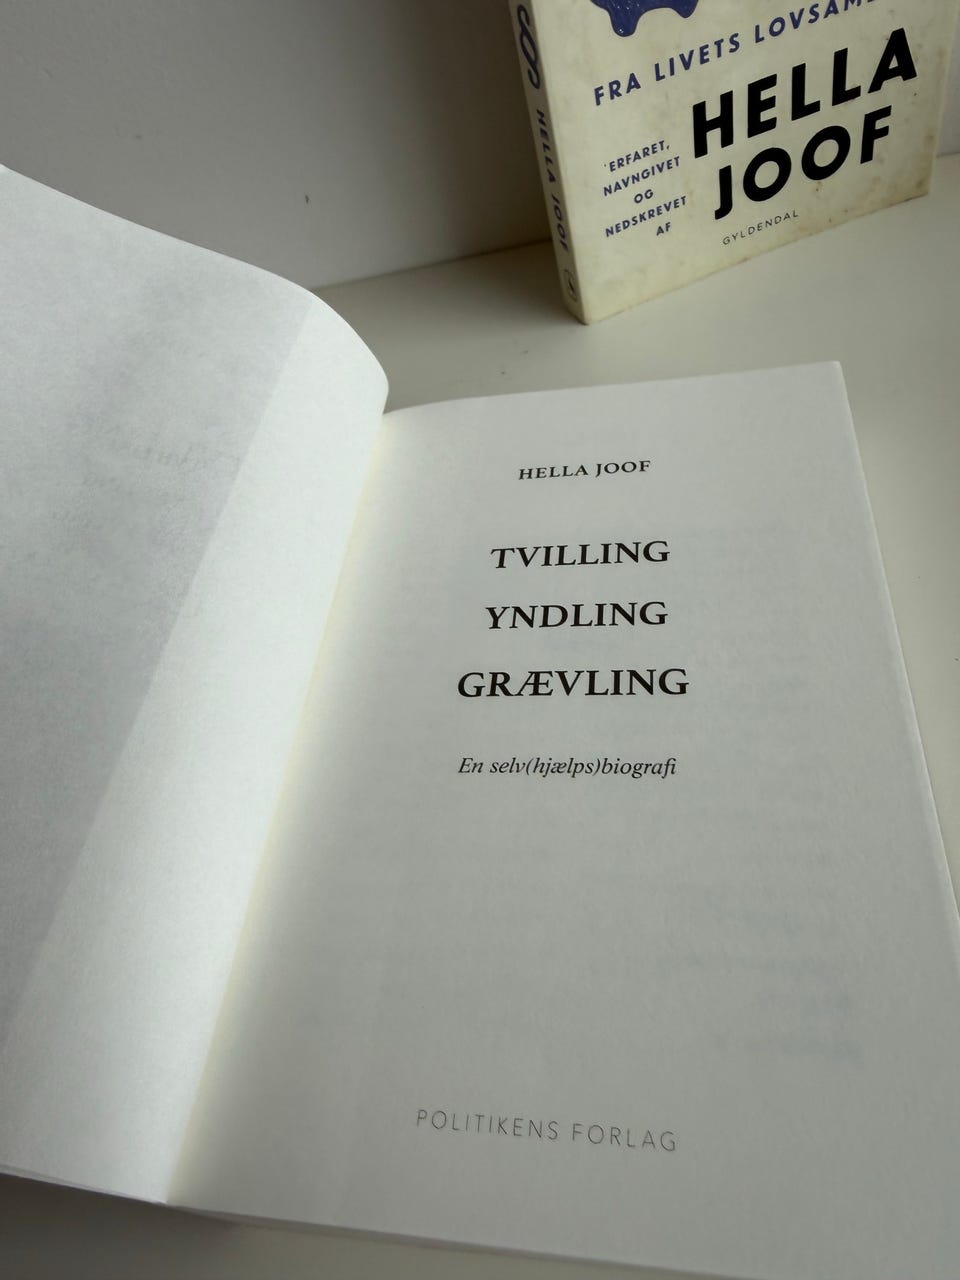 FRA LIVETS
HELLA
JOOF
ERFARET,
NAVNGIVET
OG
NEDSKREVET
AF
GYLDENDAL
HELLA JOOF
HELLA JOOF
TVILLING
YNDLING
GRÆVLING
En selv(hjælps)biografi
POLITIKENS FORLAG